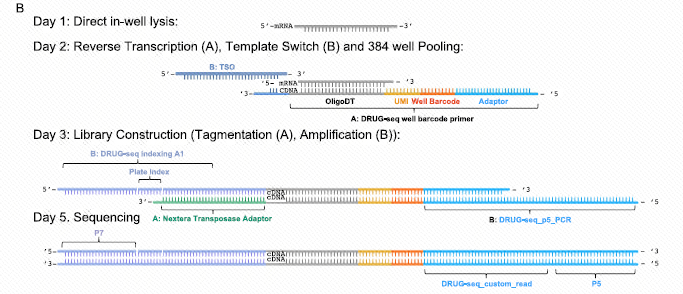 B
Day 1: Direct in-well lysis:
5'-mRNA -3'
Day 2: Reverse Transcription (A), Template Switch (B) and 384 well Pooling:
B: TSO
5'- - 3'
'5- mRNA - '3
'3- CDNA - '5
OligoDT UMI Well Barcode Adaptor
A: DRUG-seq well barcode primer
Day 3: Library Construction (Tagmentation (A), Amplification (B)):
B: DRUG-seq indexing A1
Plate Index
5'- cDNA - '3
3'- cDNA - '5
A: Nextera Transposase Adaptor B: DRUG-seq_p5_PCR
Day 5. Sequencing
P7
'5- cDNA - '3
'3- cDNA - '5
DRUG-seq_custom_read P5